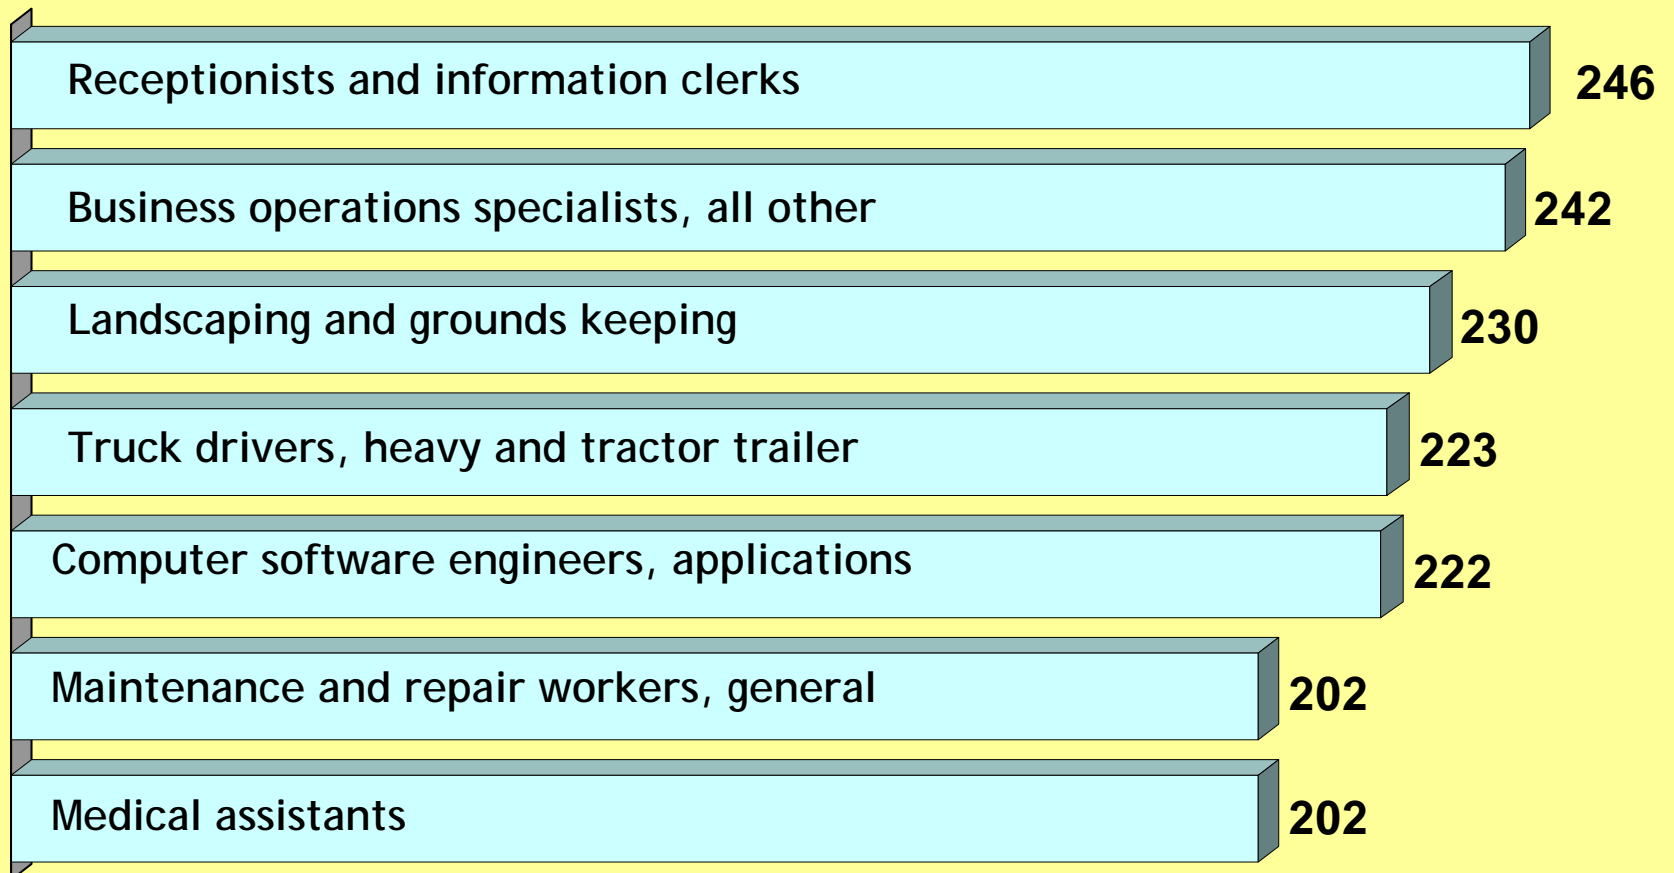 Receptionists and information clerks 246
Business operations specialists, all other 242
Landscaping and grounds keeping 230
Truck drivers, heavy and tractor trailer 223
Computer software engineers, applications 222
Maintenance and repair workers, general 202
Medical assistants 202